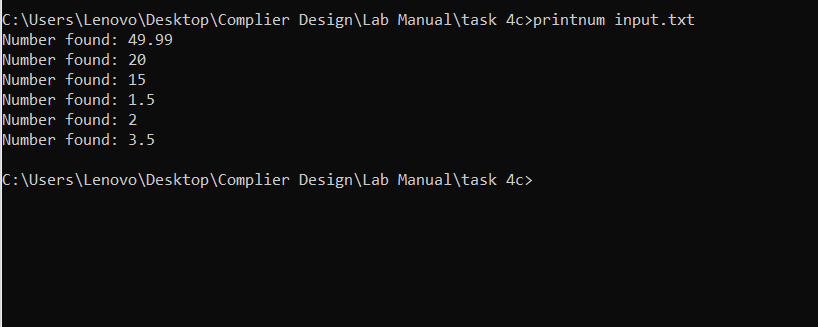 C:\Users\Lenovo\Desktop\Complier Design\Lab Manual\task 4c>printnum input.txt
Number found: 49.99
Number found: 20
Number found: 15
Number found: 1.5
Number found: 2
Number found: 3.5
C:\Users\Lenovo\Desktop\Complier Design\Lab Manual\task 4c>